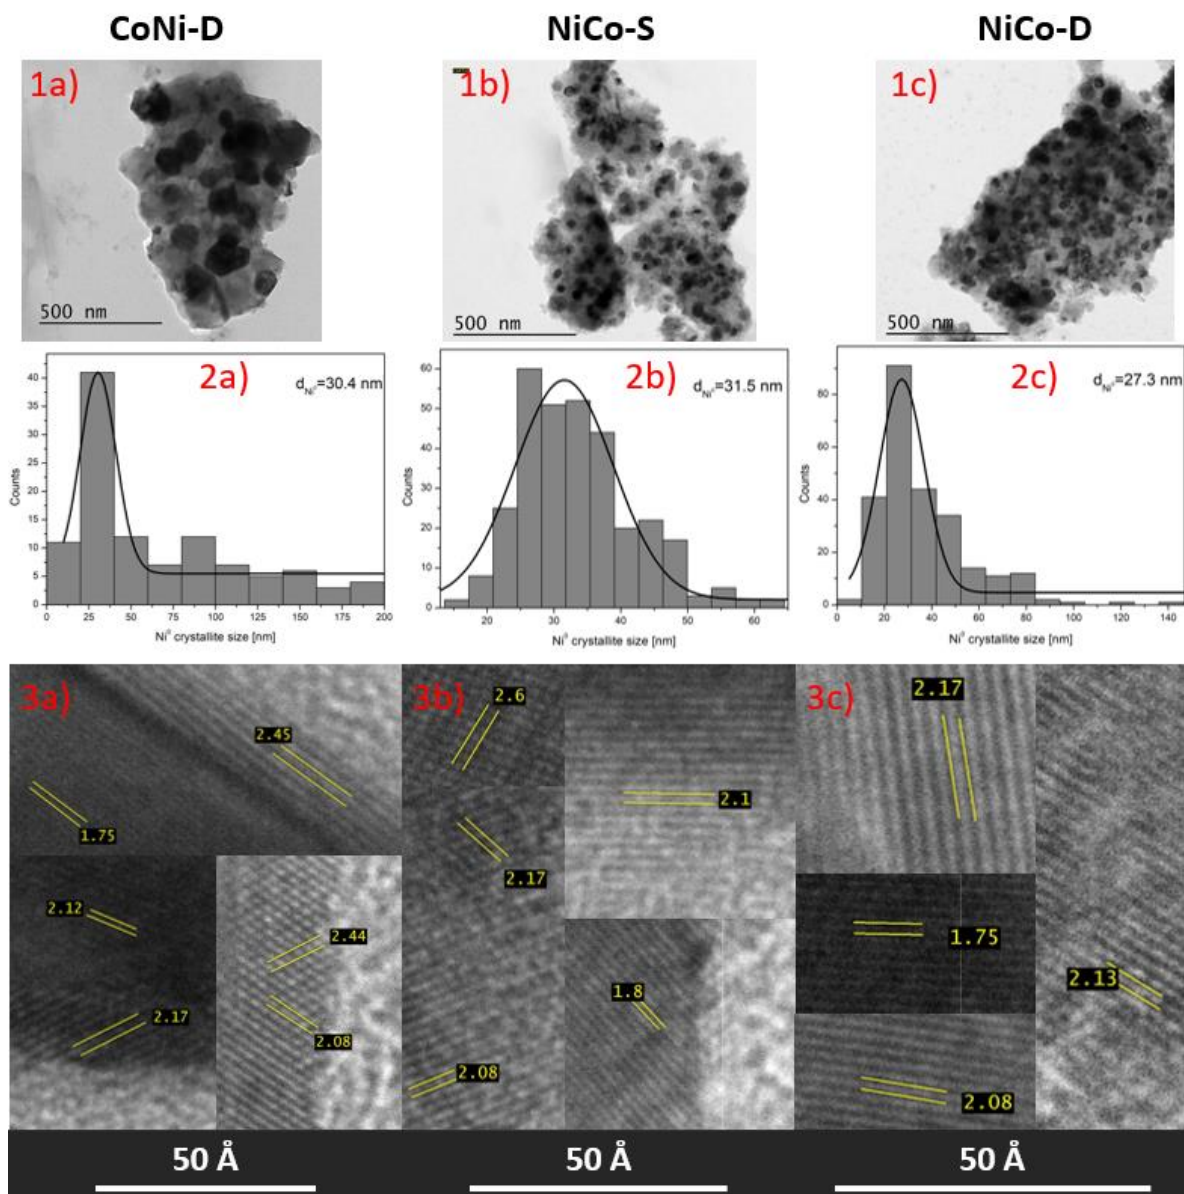 CoNi-D
NiCo-S
NiCo-D
1a)
1b)
1c)
500 nm
500 nm
500 nm
2a)
d_Ni⁰=30.4 nm
40
35
30
25
20
15
10
5
0
Counts
0 25 50 75 100 125 150 175 200
Ni⁰ crystallite size [nm]
2b)
d_Ni⁰=31.5 nm
60
50
40
30
20
10
0
Counts
20 30 40 50 60
Ni⁰ crystallite size [nm]
2c)
d_Ni⁰=27.3 nm
80
60
40
20
0
Counts
0 20 40 60 80 100 120 140
Ni⁰ crystallite size [nm]
3a)
2.45
1.75
2.12
2.44
2.17
2.08
3b)
2.6
2.1
2.17
1.8
2.08
3c)
2.17
1.75
2.13
2.08
50 Å
50 Å
50 Å